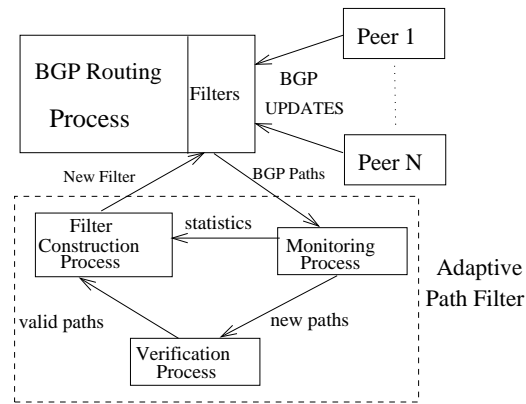 Peer 1
BGP Routing
Process
Filters
BGP
UPDATES
Peer N
New Filter
BGP Paths
Filter
Construction
Process
statistics
Monitoring
Process
Adaptive
Path Filter
valid paths
new paths
Verification
Process